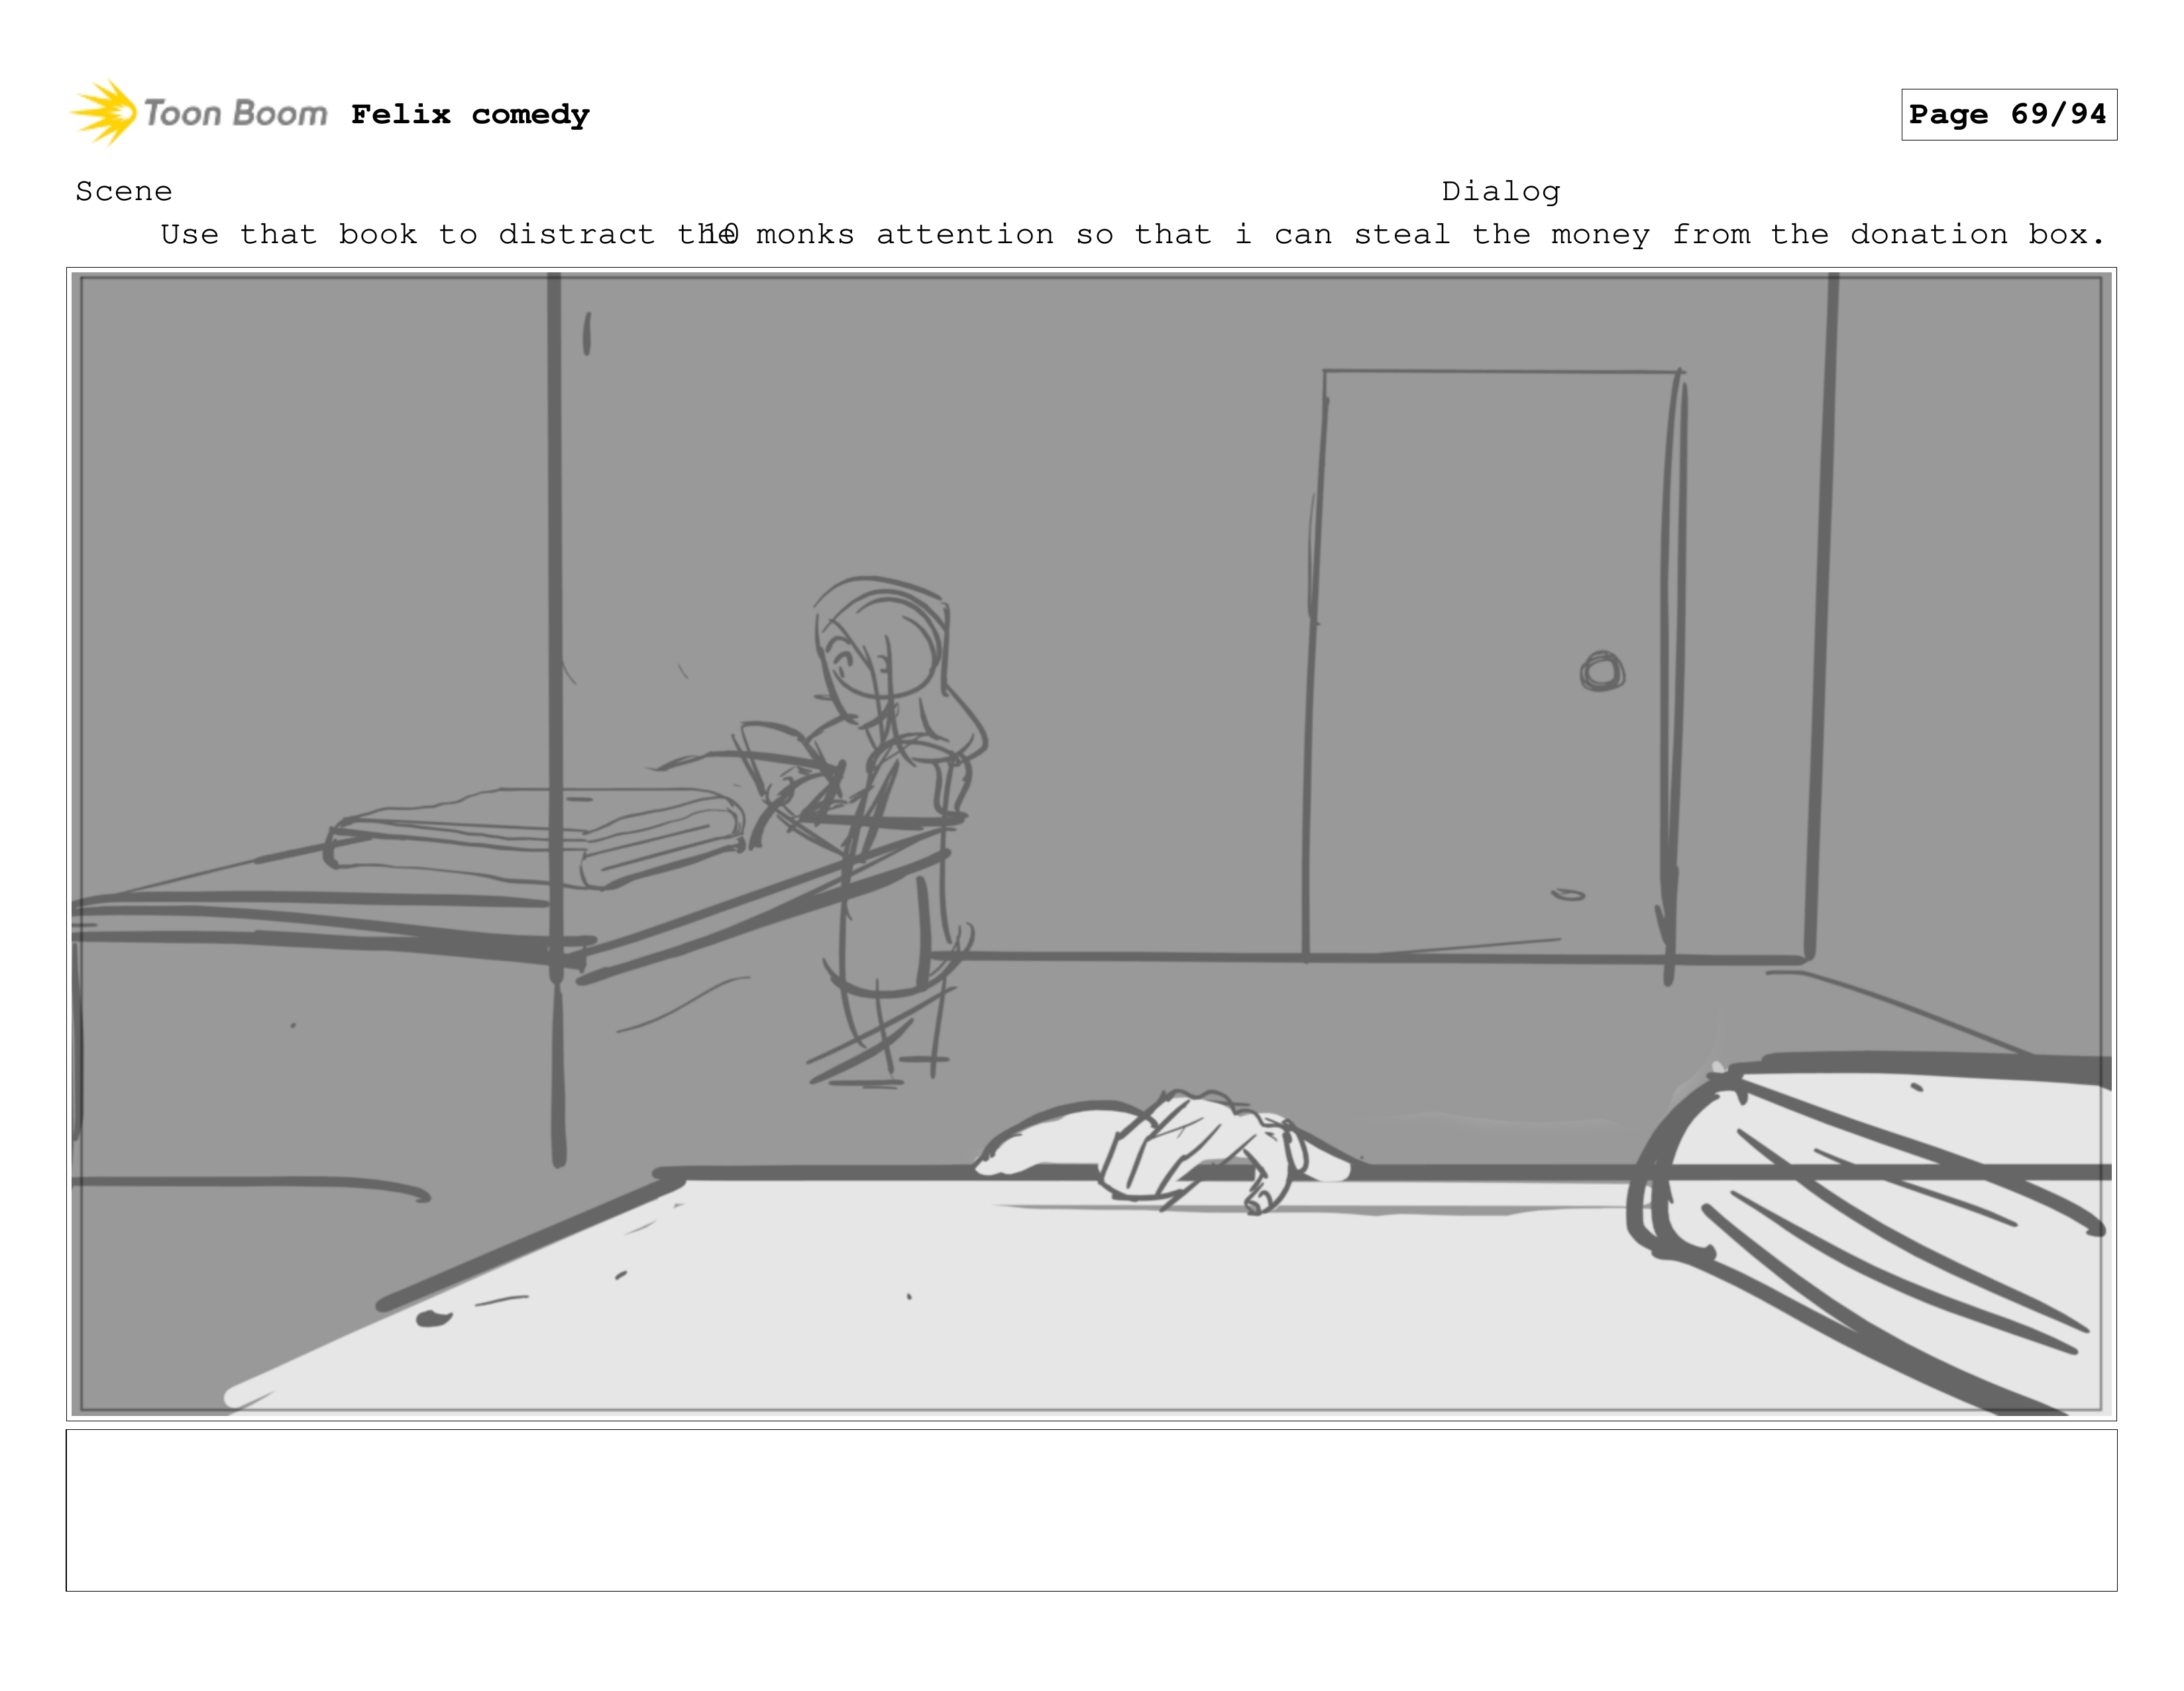 Toon Boom Felix comedy Page 69/94
Scene Dialog
Use that book to distract the monks attention so that i can steal the money from the donation box.
10